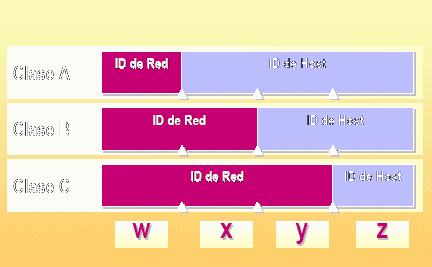 Clase A ID de Red ID de Host
Clase B ID de Red ID de Host
Clase C ID de Red ID de Host
w x y z